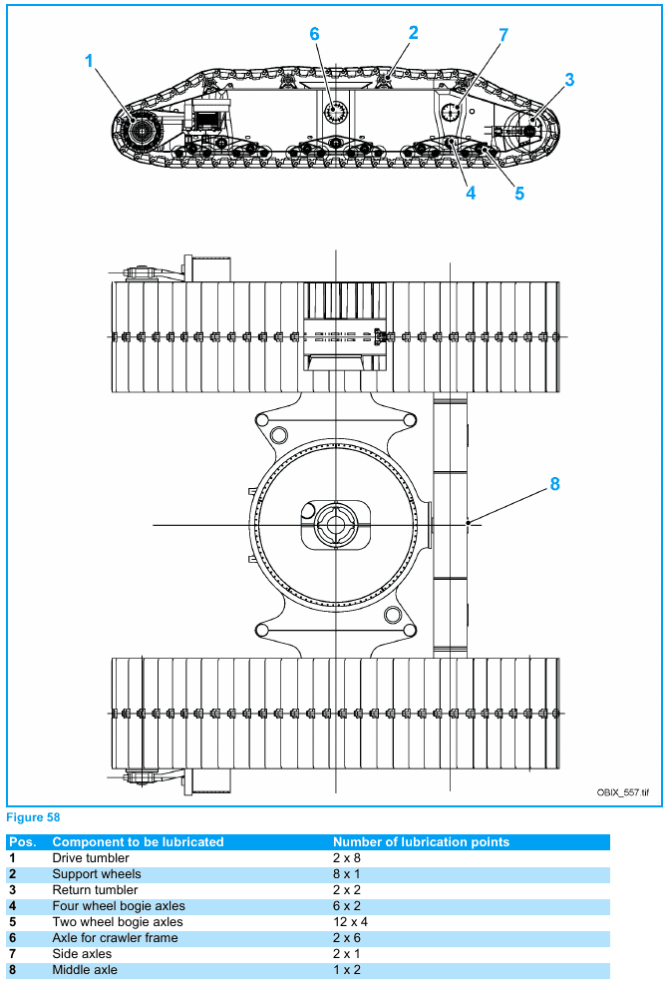 6 2 7
1 3
4 5
8
OBIX_557.tif
Figure 58
Pos. Component to be lubricated Number of lubrication points
1 Drive tumbler 2 x 8
2 Support wheels 8 x 1
3 Return tumbler 2 x 2
4 Four wheel bogie axles 6 x 2
5 Two wheel bogie axles 12 x 4
6 Axle for crawler frame 2 x 6
7 Side axles 2 x 1
8 Middle axle 1 x 2